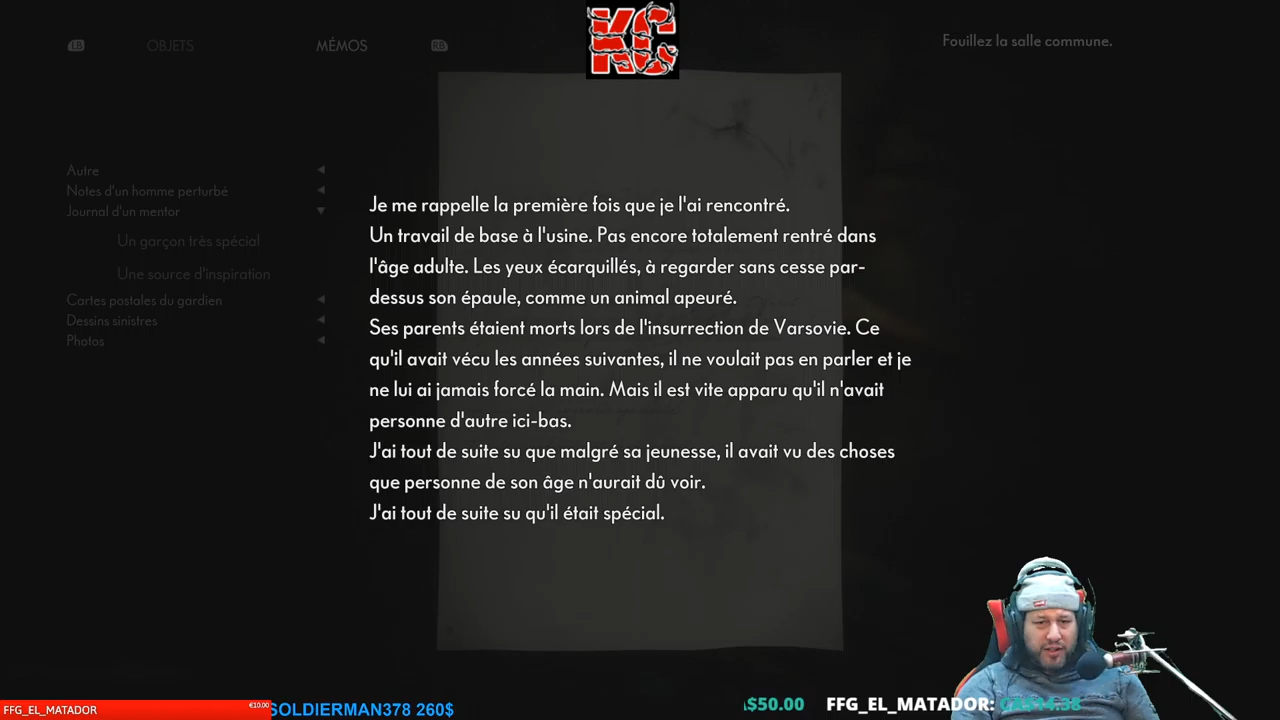 KC
LB OBJETS MÉMOS RB
Fouillez la salle commune.
Autre
Notes d'un homme perturbé
Journal d'un mentor
Un garçon très spécial
Une source d'inspiration
Cartes postales du gardien
Dessins sinistres
Photos
Je me rappelle la première fois que je l'ai rencontré.
Un travail de base à l'usine. Pas encore totalement rentré dans
l'âge adulte. Les yeux écarquillés, à regarder sans cesse par-
dessus son épaule, comme un animal apeuré.
Ses parents étaient morts lors de l'insurrection de Varsovie. Ce
qu'il avait vécu les années suivantes, il ne voulait pas en parler et je
ne lui ai jamais forcé la main. Mais il est vite apparu qu'il n'avait
personne d'autre ici-bas.
J'ai tout de suite su que malgré sa jeunesse, il avait vu des choses
que personne de son âge n'aurait dû voir.
J'ai tout de suite su qu'il était spécial.
FFG_EL_MATADOR €10.00
SOLDIERMAN378 260$
$50.00 FFG_EL_MATADOR: